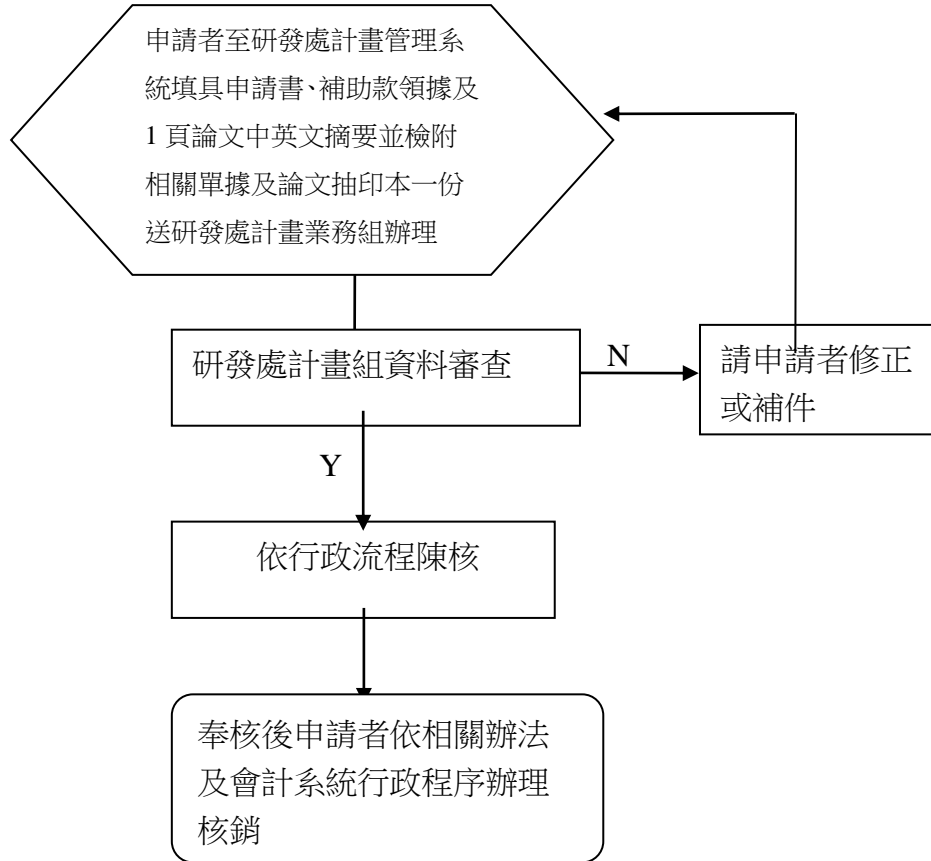 申請者至研發處計畫管理系
統填具申請書、補助款領據及
1 頁論文中英文摘要並檢附
相關單據及論文抽印本一份
送研發處計畫業務組辦理
研發處計畫組資料審查
N
請申請者修正
或補件
Y
依行政流程陳核
奉核後申請者依相關辦法
及會計系統行政程序辦理
核銷